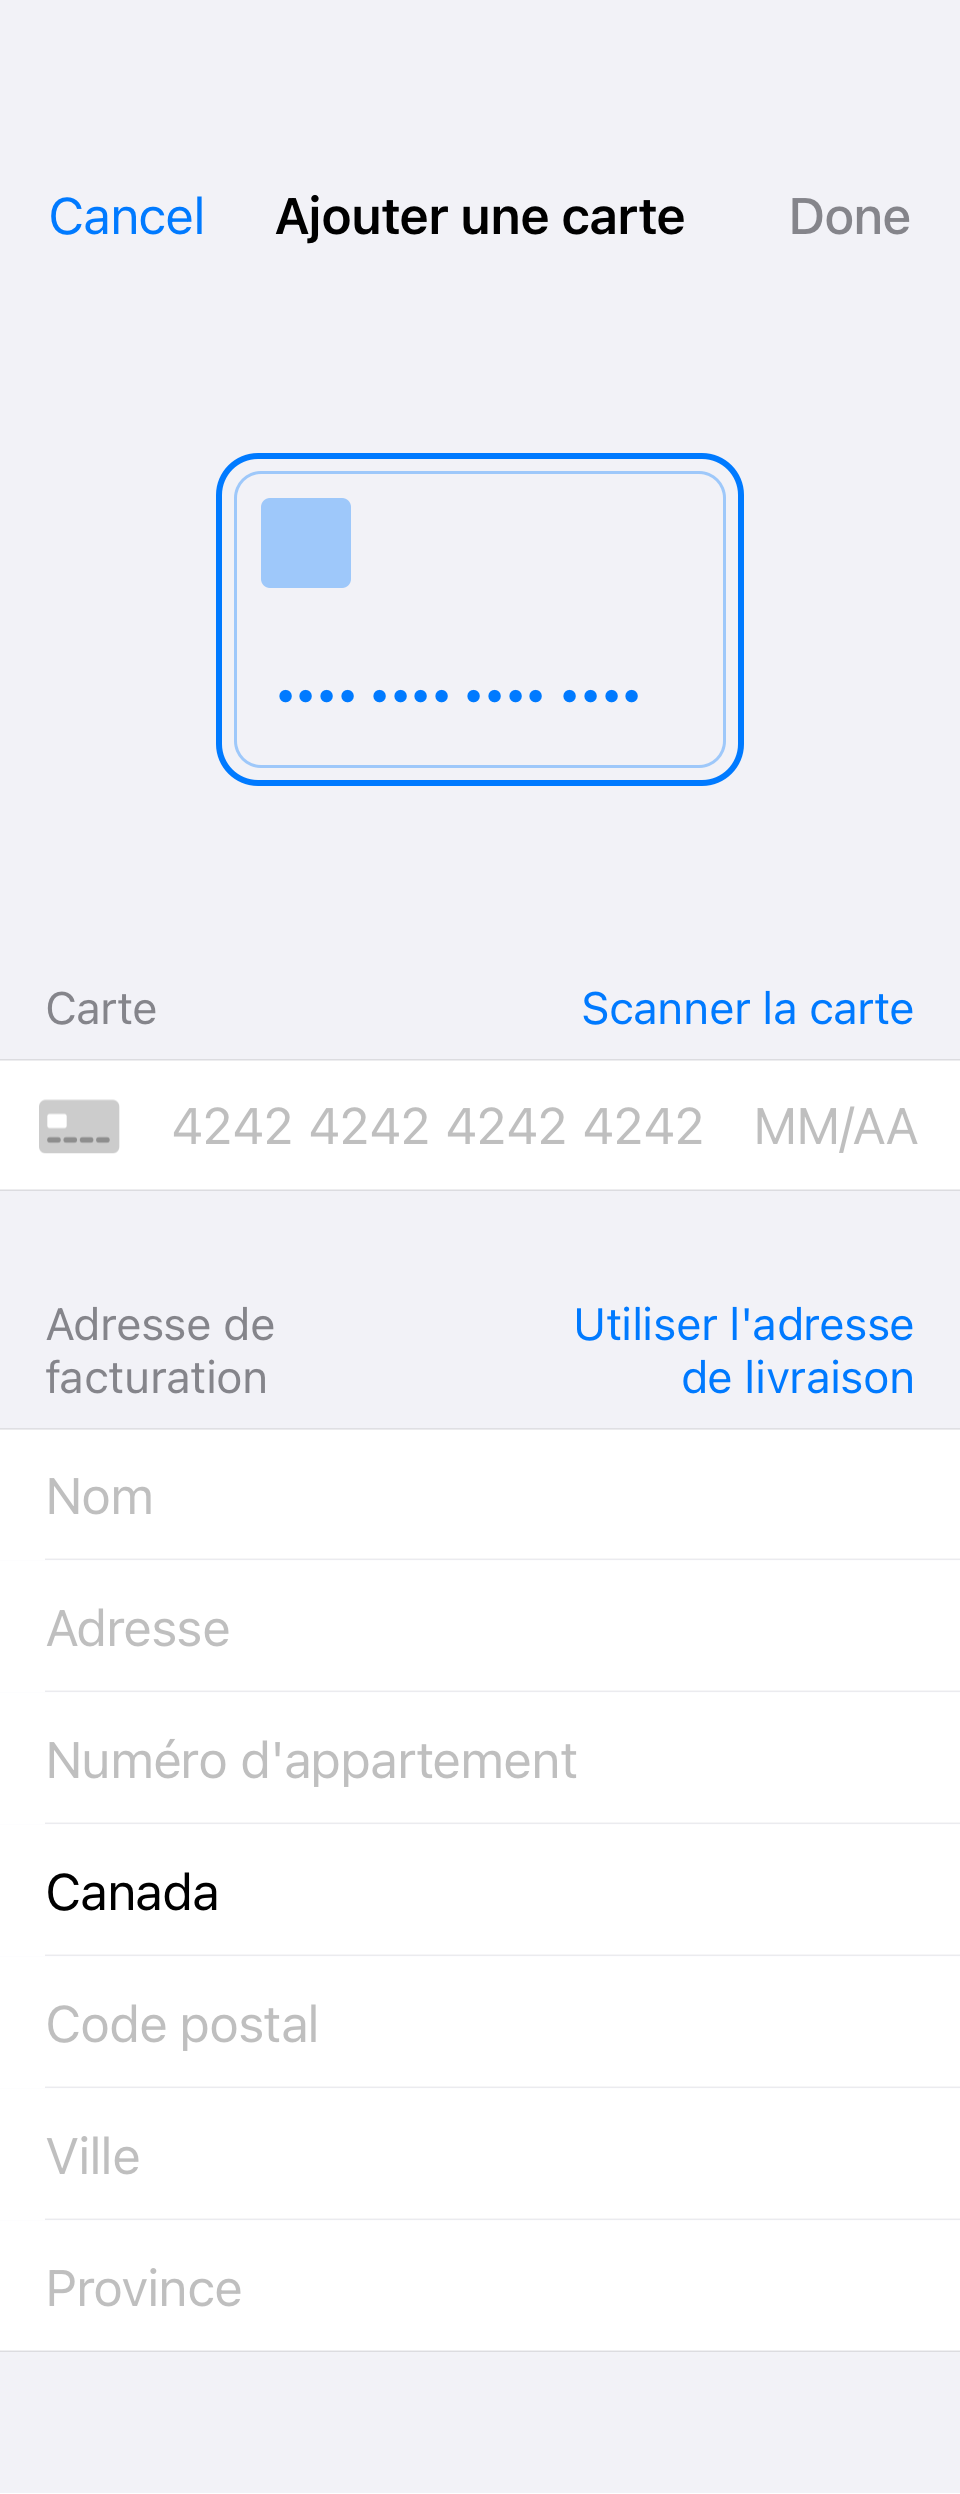 Cancel Ajouter une carte Done
•••• •••• •••• ••••
Carte Scanner la carte
4242 4242 4242 4242 MM/AA
Adresse de Utiliser l'adresse
facturation de livraison
Nom
Adresse
Numéro d'appartement
Canada
Code postal
Ville
Province